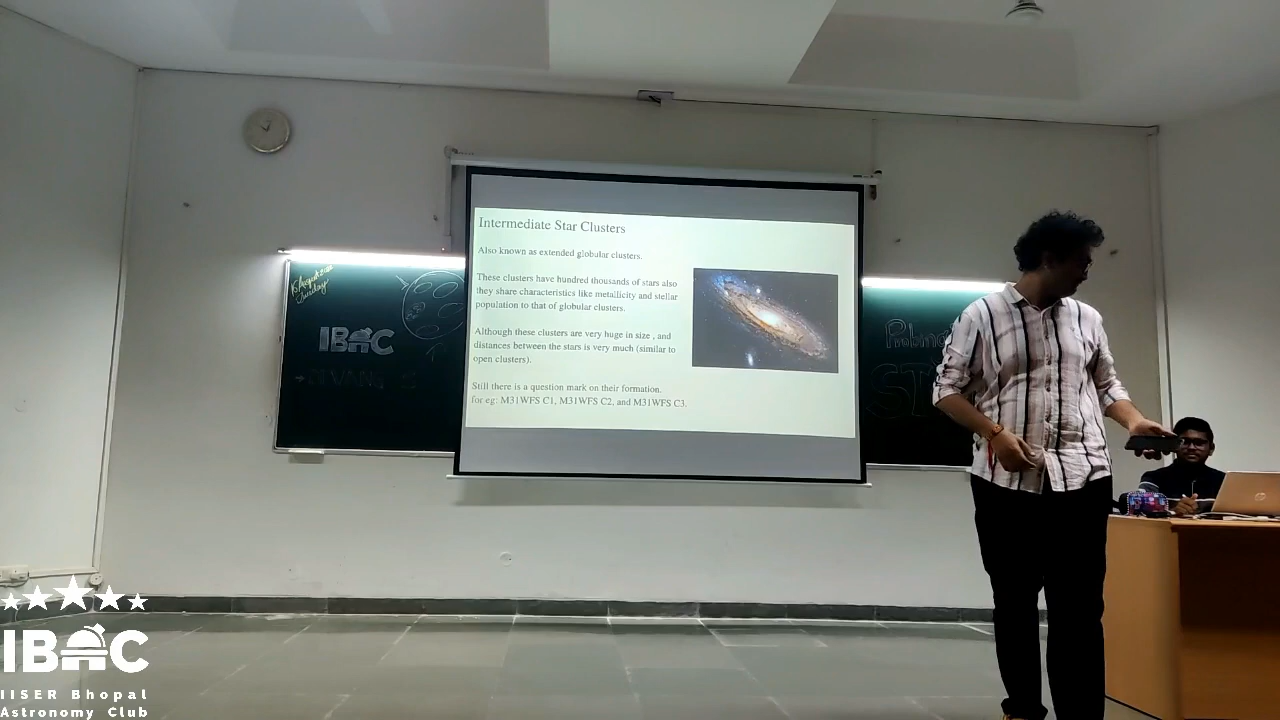 Intermediate Star Clusters
Also known as extended globular clusters.
These clusters have hundred thousands of stars also
they share characteristics like metallicity and stellar
population to that of globular clusters.
Although these clusters are very huge in size , and
distances between the stars is very much (similar to
open clusters).
Still there is a question mark on their formation.
for eg: M31WFS C1, M31WFS C2, and M31WFS C3.
IBAC
IBAC
IISER Bhopal
Astronomy Club